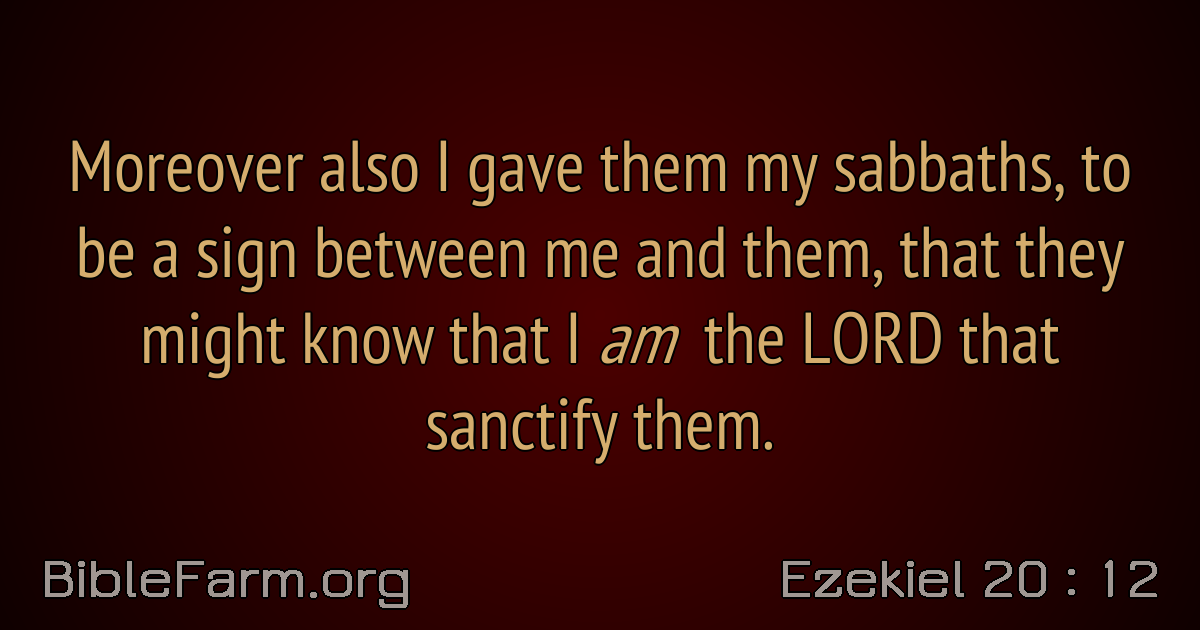 Moreover also I gave them my sabbaths, to
be a sign between me and them, that they
might know that I am the LORD that
sanctify them.
BibleFarm.org
Ezekiel 20 : 12